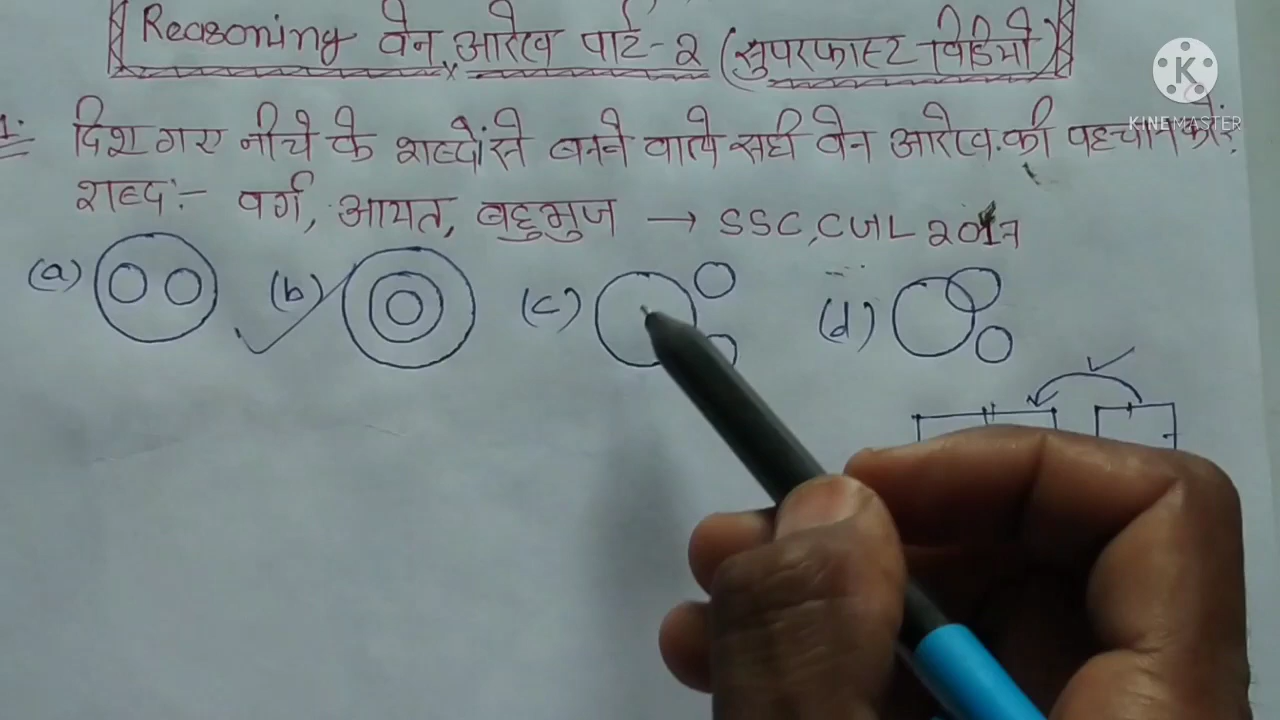 Reasoning वेन आरेख पार्ट-2 (सुपरफास्ट विडियो)
1. दिए गए नीचे के शब्दों से बनने वाले सही वेन आरेख की पहचान करें:
शब्द:- वर्ग, आयत, बहुभुज → SSC, CGL 2017
(a) (b) (c) (d)
K
KINEMASTER